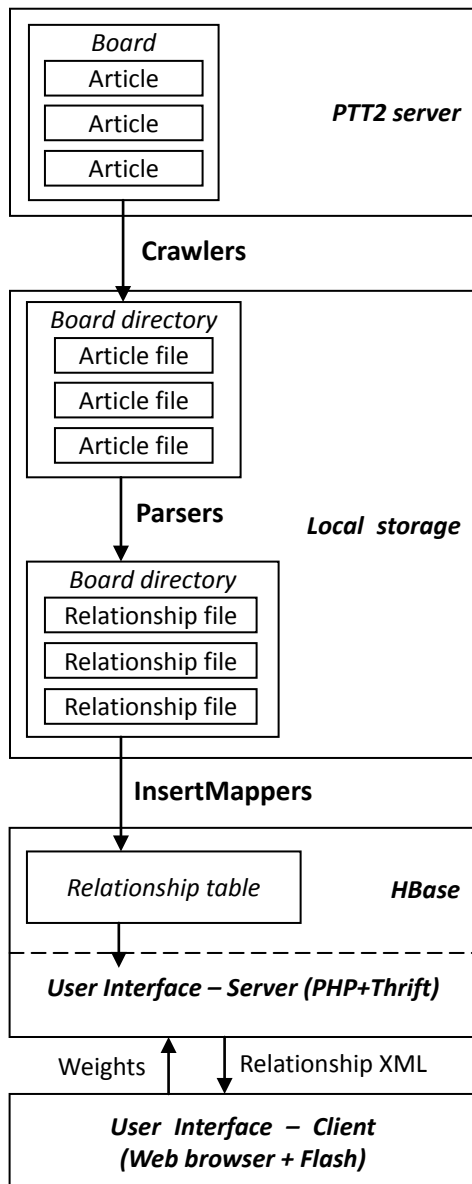 Board
Article
Article
Article
PTT2 server
Crawlers
Board directory
Article file
Article file
Article file
Parsers
Local storage
Board directory
Relationship file
Relationship file
Relationship file
InsertMappers
Relationship table
HBase
User Interface – Server (PHP+Thrift)
Weights
Relationship XML
User Interface – Client
(Web browser + Flash)